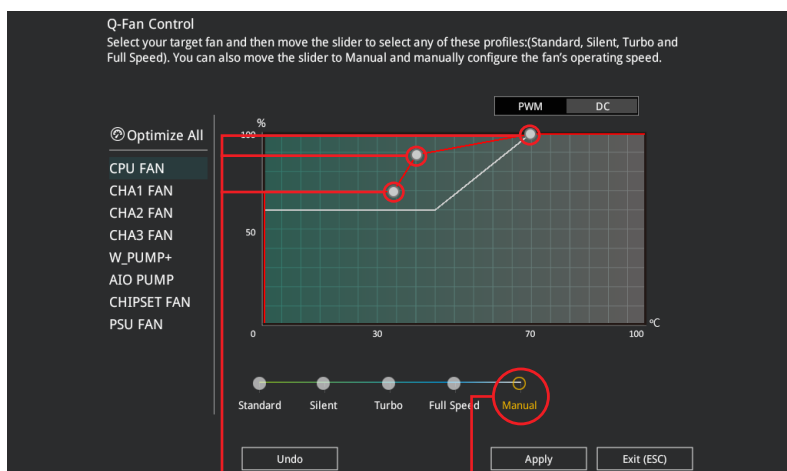 Q-Fan Control
Select your target fan and then move the slider to select any of these profiles:(Standard, Silent, Turbo and
Full Speed). You can also move the slider to Manual and manually configure the fan's operating speed.
PWM DC
%
Optimize All
100
CPU FAN
CHA1 FAN
CHA2 FAN
50
CHA3 FAN
W_PUMP+
AIO PUMP
CHIPSET FAN
PSU FAN
0 30 70 100 ºC
Standard Silent Turbo Full Speed Manual
Undo Apply Exit (ESC)